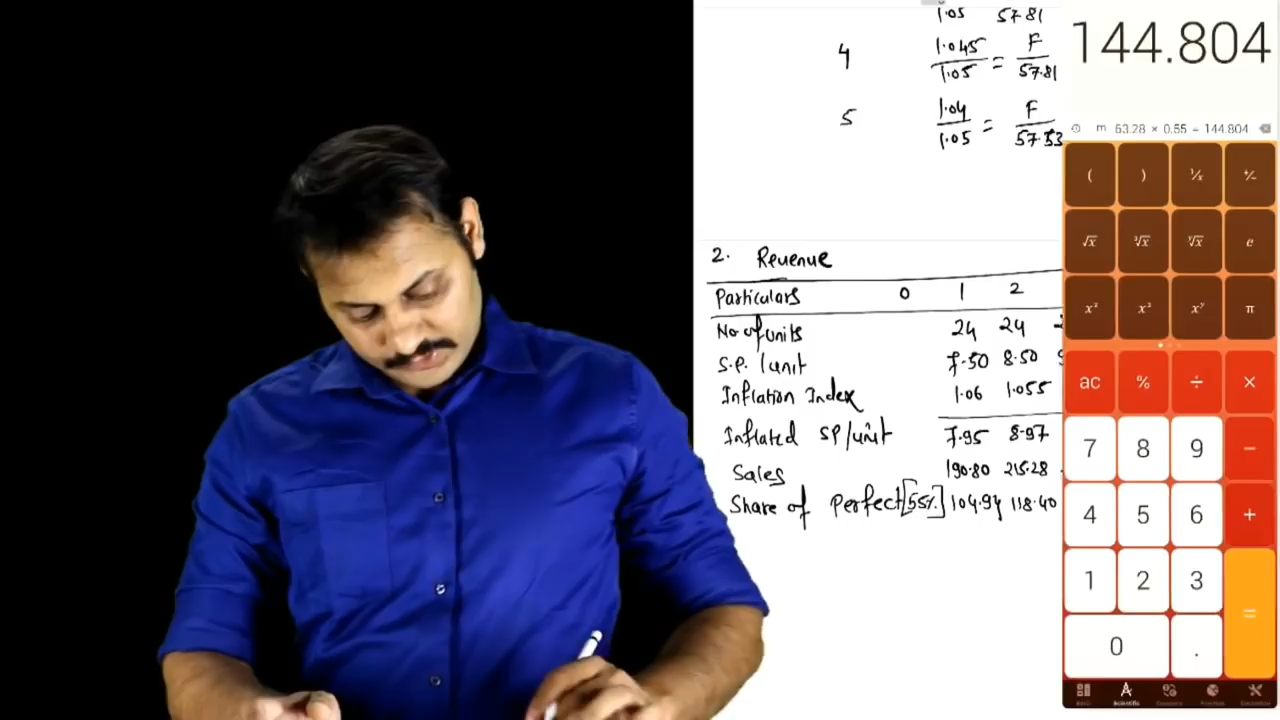 1.05 57.81
4 1.045/1.05 = F/57.81
5 1.04/1.05 = F/57.53
2. Revenue
Particulars 0 1 2
No of units 24 24
S.P. / unit 7.50 8.50
Inflation Index 1.06 1.055
Inflated SP/unit 7.95 8.97
Sales 190.80 215.28
Share of Perfect [55%] 104.94 118.40
144.804
m 63.28 × 0.55 = 144.804
( ) 1/x +/-
√x ³√x ʸ√x e
x² x³ xʸ π
ac % ÷ ×
7 8 9 −
4 5 6 +
1 2 3 =
0 .
Scientific